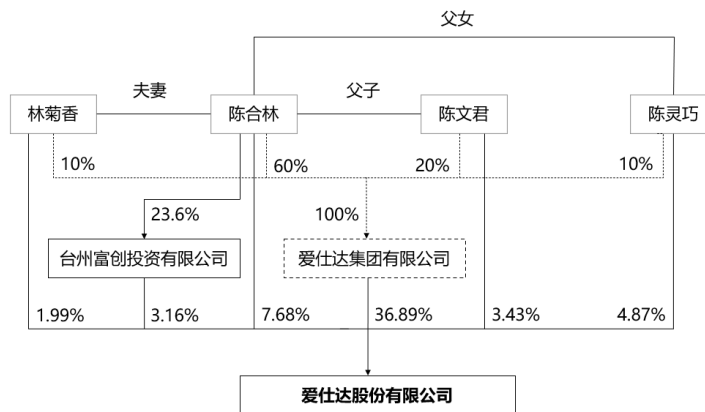 父女
夫妻
父子
林菊香
陈合林
陈文君
陈灵巧
10%
60%
20%
10%
23.6%
100%
台州富创投资有限公司
爱仕达集团有限公司
1.99%
3.16%
7.68%
36.89%
3.43%
4.87%
爱仕达股份有限公司